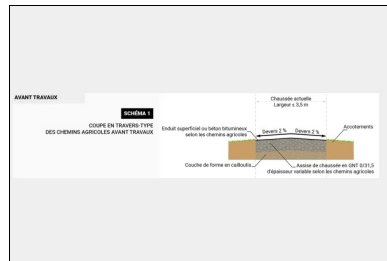 AVANT TRAVAUX
SCHÉMA 1
COUPE EN TRAVERS-TYPE
DES CHEMINS AGRICOLES AVANT TRAVAUX
Chaussée actuelle
Largeur ≤ 3,5 m
Enduit superficiel ou béton bitumineux
selon les chemins agricoles
Devers 2 %
Devers 2 %
Accotements
Couche de forme en cailloutis
Assise de chaussée en GNT 0/31,5
d'épaisseur variable selon les chemins agricoles